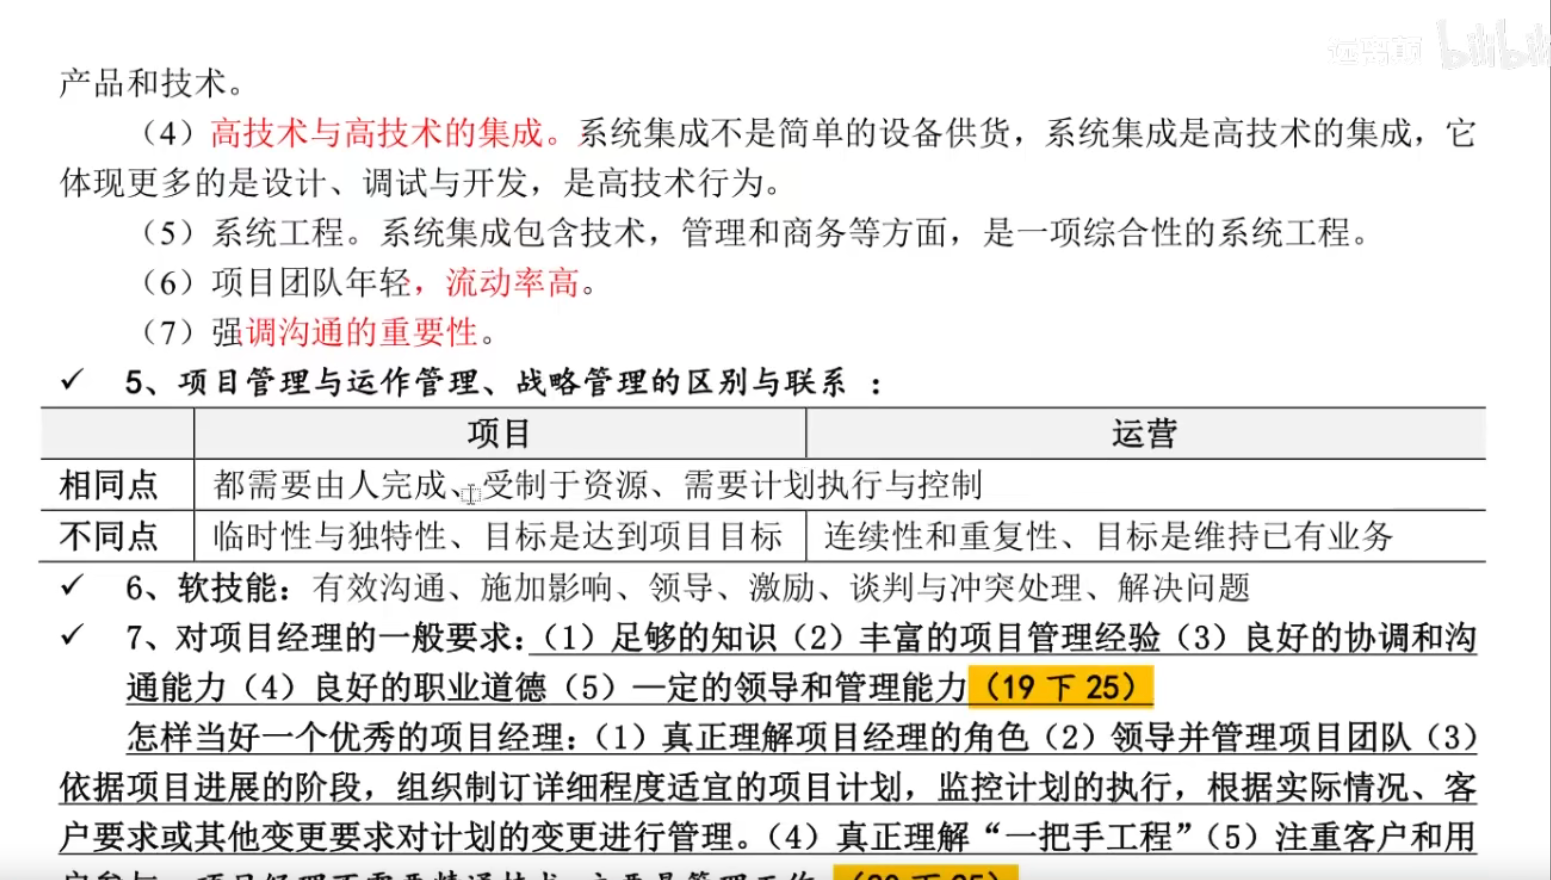 远离颠 bilibili
产品和技术。
（4）高技术与高技术的集成。系统集成不是简单的设备供货，系统集成是高技术的集成，它
体现更多的是设计、调试与开发，是高技术行为。
（5）系统工程。系统集成包含技术，管理和商务等方面，是一项综合性的系统工程。
（6）项目团队年轻，流动率高。
（7）强调沟通的重要性。
✓ 5、项目管理与运作管理、战略管理的区别与联系 ：
项目 运营
相同点 都需要由人完成、受制于资源、需要计划执行与控制
不同点 临时性与独特性、目标是达到项目目标 连续性和重复性、目标是维持已有业务
✓ 6、软技能：有效沟通、施加影响、领导、激励、谈判与冲突处理、解决问题
✓ 7、对项目经理的一般要求：（1）足够的知识（2）丰富的项目管理经验（3）良好的协调和沟
通能力（4）良好的职业道德（5）一定的领导和管理能力（19 下 25）
怎样当好一个优秀的项目经理：（1）真正理解项目经理的角色（2）领导并管理项目团队（3）
依据项目进展的阶段，组织制订详细程度适宜的项目计划，监控计划的执行，根据实际情况、客
户要求或其他变更要求对计划的变更进行管理。（4）真正理解“一把手工程”（5）注重客户和用